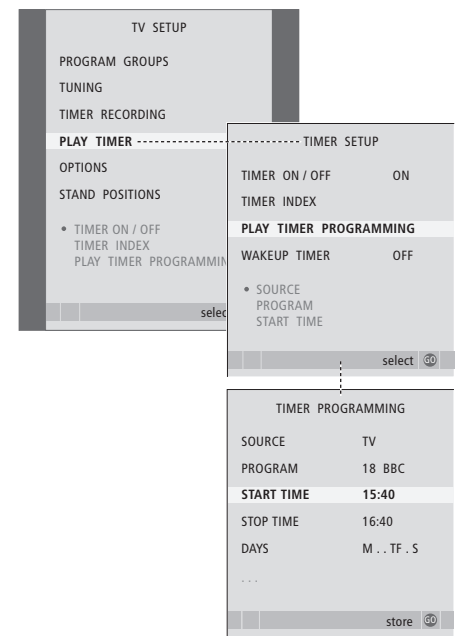 TV SETUP
PROGRAM GROUPS
TUNING
TIMER RECORDING
PLAY TIMER
OPTIONS
STAND POSITIONS
• TIMER ON / OFF
TIMER INDEX
PLAY TIMER PROGRAMMIN
selec
TIMER SETUP
TIMER ON / OFF ON
TIMER INDEX
PLAY TIMER PROGRAMMING
WAKEUP TIMER OFF
• SOURCE
PROGRAM
START TIME
select GO
TIMER PROGRAMMING
SOURCE TV
PROGRAM 18 BBC
START TIME 15:40
STOP TIME 16:40
DAYS M . . TF . S
. . .
store GO